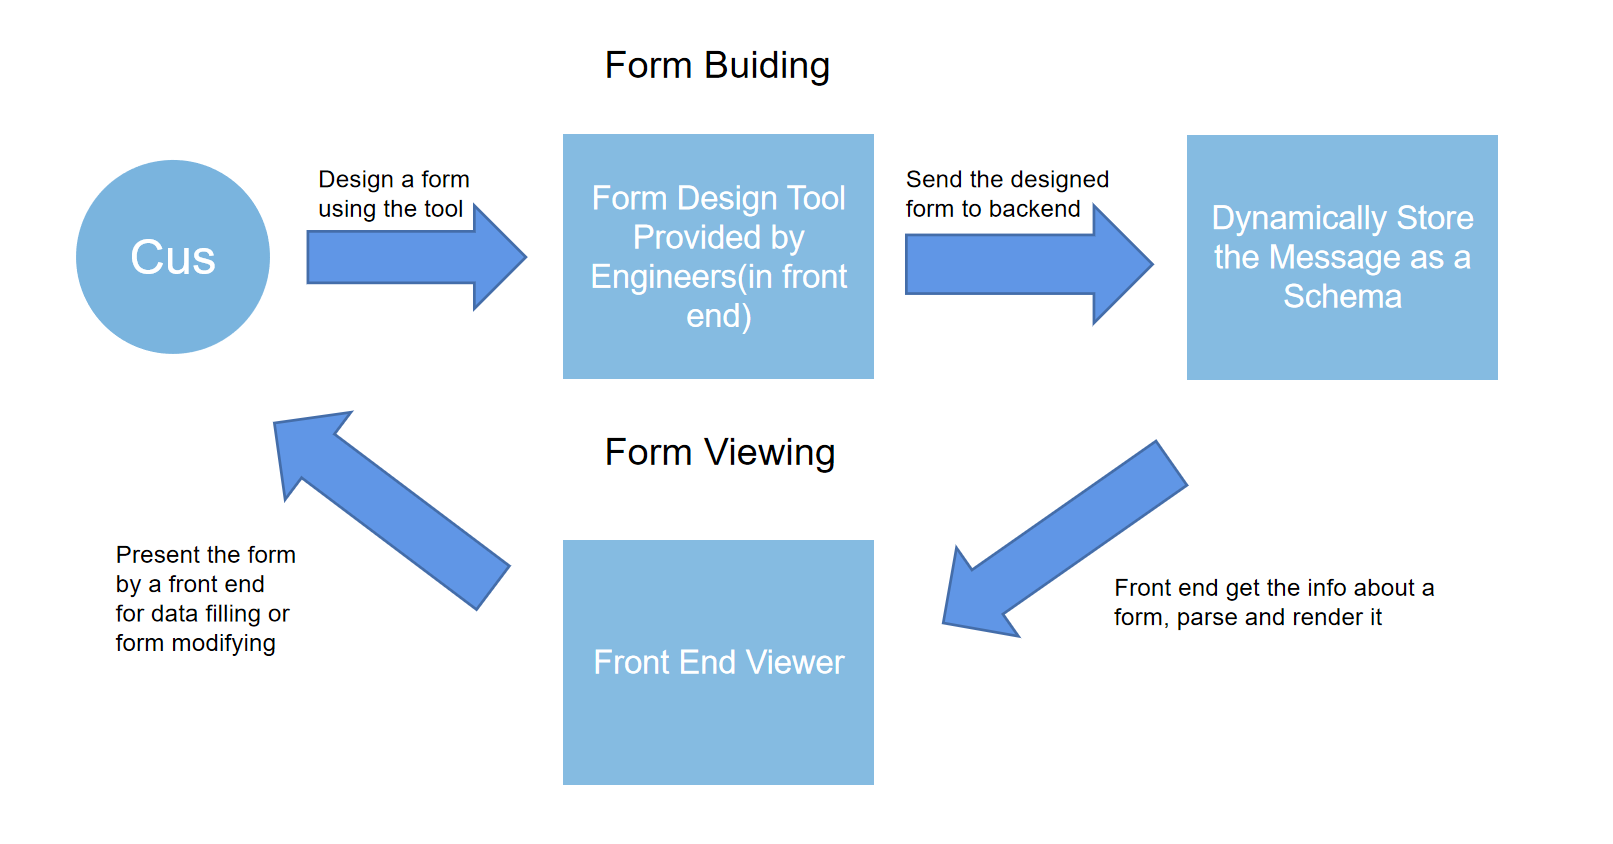 Form Buiding
Cus
Design a form
using the tool
Form Design Tool
Provided by
Engineers(in front
end)
Send the designed
form to backend
Dynamically Store
the Message as a
Schema
Form Viewing
Present the form
by a front end
for data filling or
form modifying
Front End Viewer
Front end get the info about a
form, parse and render it